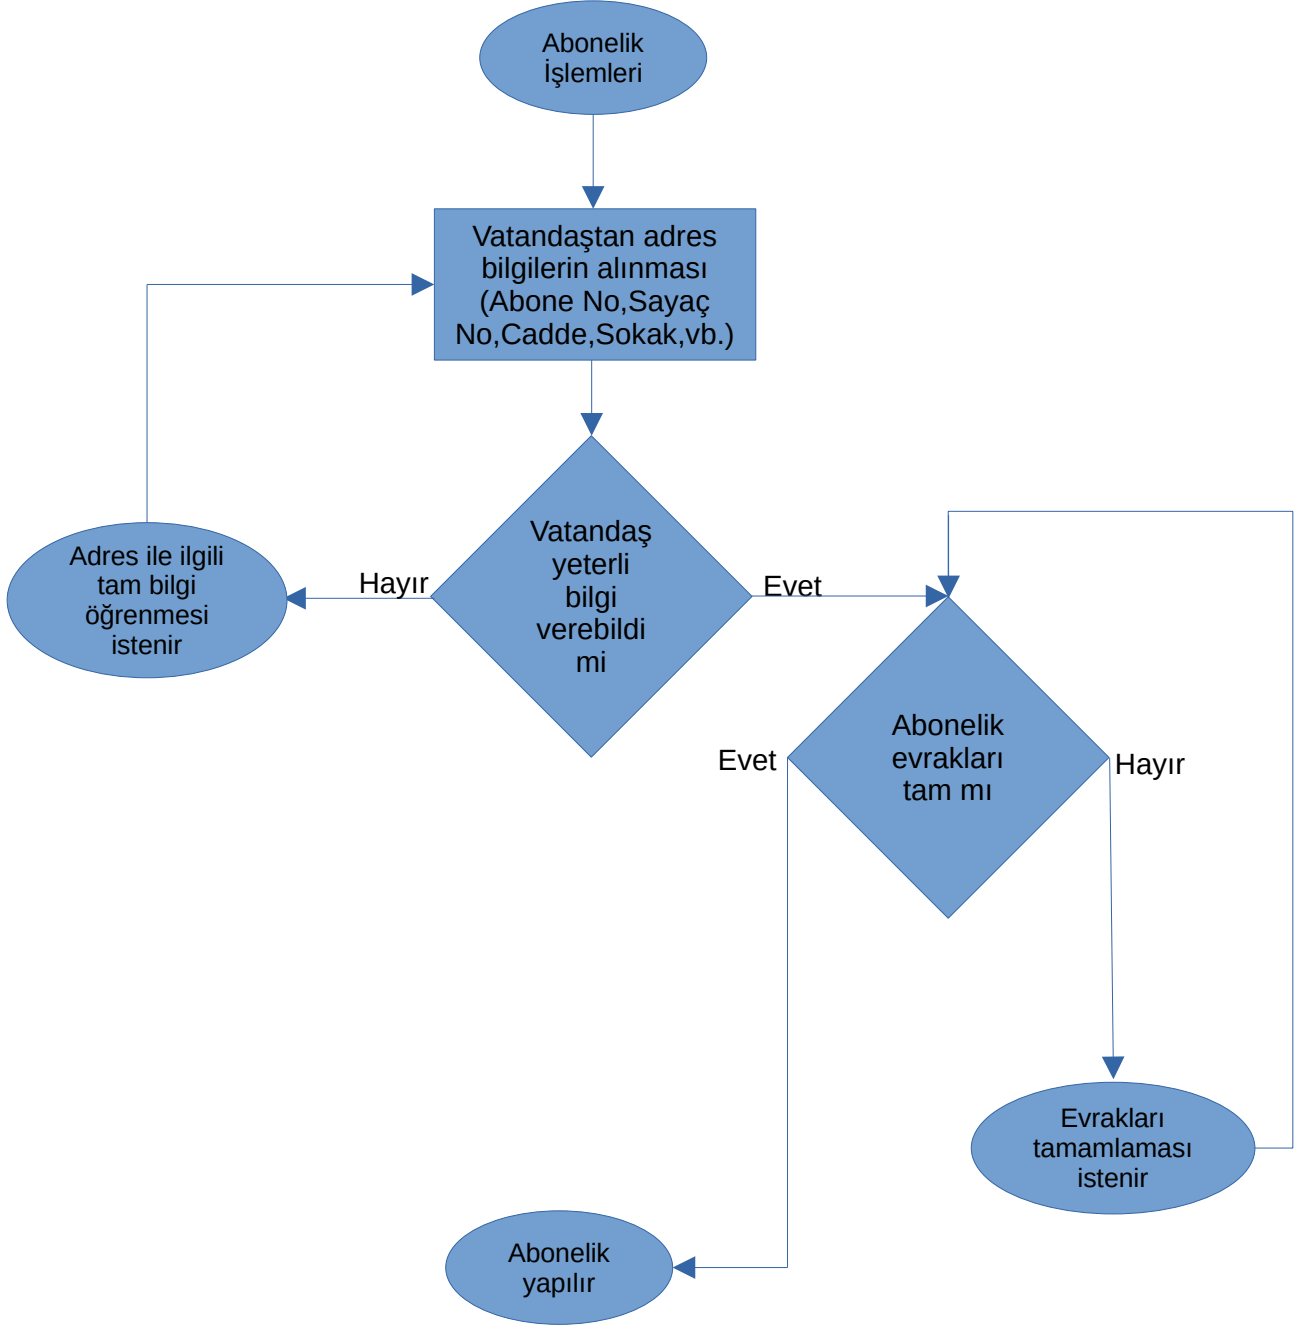 Abonelik
İşlemleri
Vatandaştan adres
bilgilerin alınması
(Abone No,Sayaç
No,Cadde,Sokak,vb.)
Vatandaş
yeterli
bilgi
verebildi
mi
Hayır
Evet
Adres ile ilgili
tam bilgi
öğrenmesi
istenir
Abonelik
evrakları
tam mı
Evet
Hayır
Evrakları
tamamlaması
istenir
Abonelik
yapılır